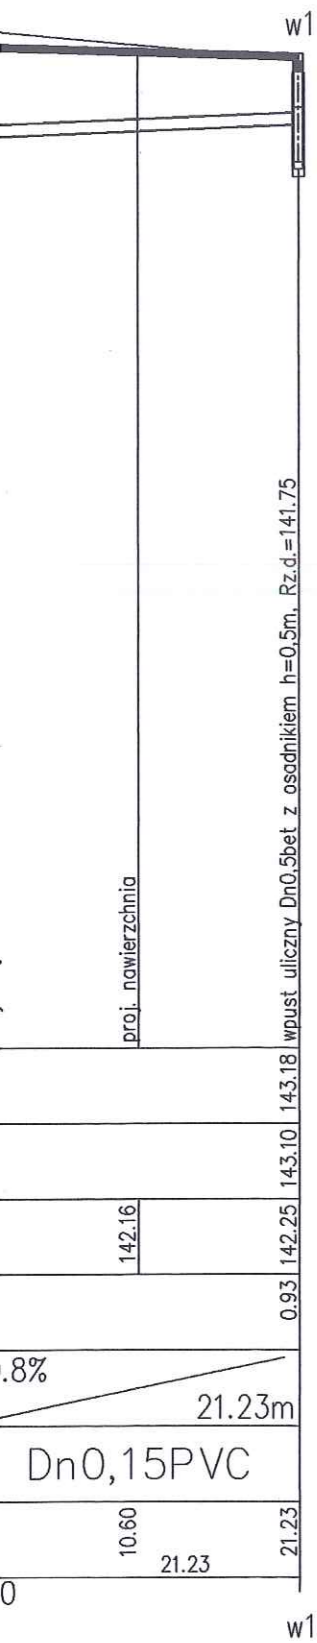 w1
proj. nawierzchnia
wpust uliczny Dn0,5bet z osadnikiem h=0,5m, Rz.d.=141.75
143.18
143.10
142.16
142.25
0.93
.8%
21.23m
Dn0,15PVC
10.60
21.23
21.23
0
w1